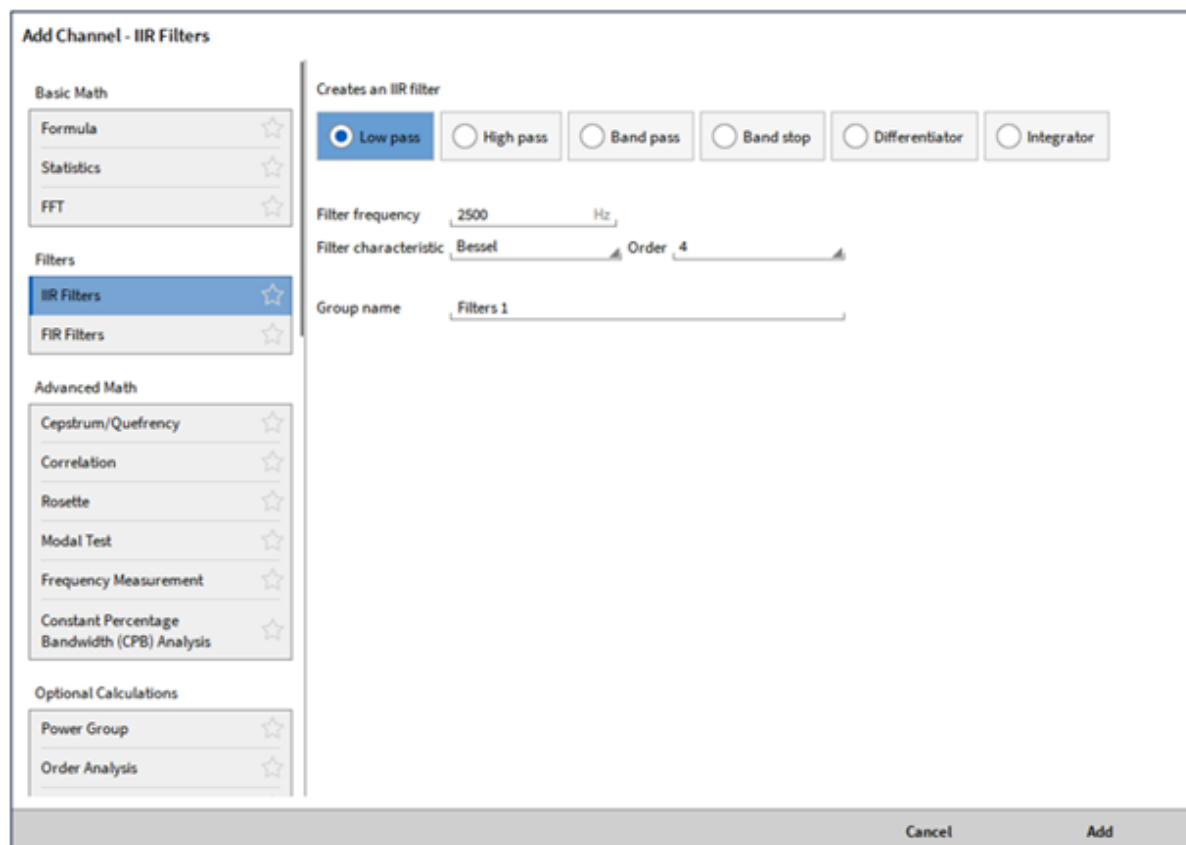 Add Channel - IIR Filters
Basic Math
Formula
Statistics
FFT
Filters
IIR Filters
FIR Filters
Advanced Math
Cepstrum/Quefrency
Correlation
Rosette
Modal Test
Frequency Measurement
Constant Percentage
Bandwidth (CPB) Analysis
Optional Calculations
Power Group
Order Analysis
Creates an IIR filter
Low pass High pass Band pass Band stop Differentiator Integrator
Filter frequency 2500 Hz
Filter characteristic Bessel Order 4
Group name Filters 1
Cancel Add